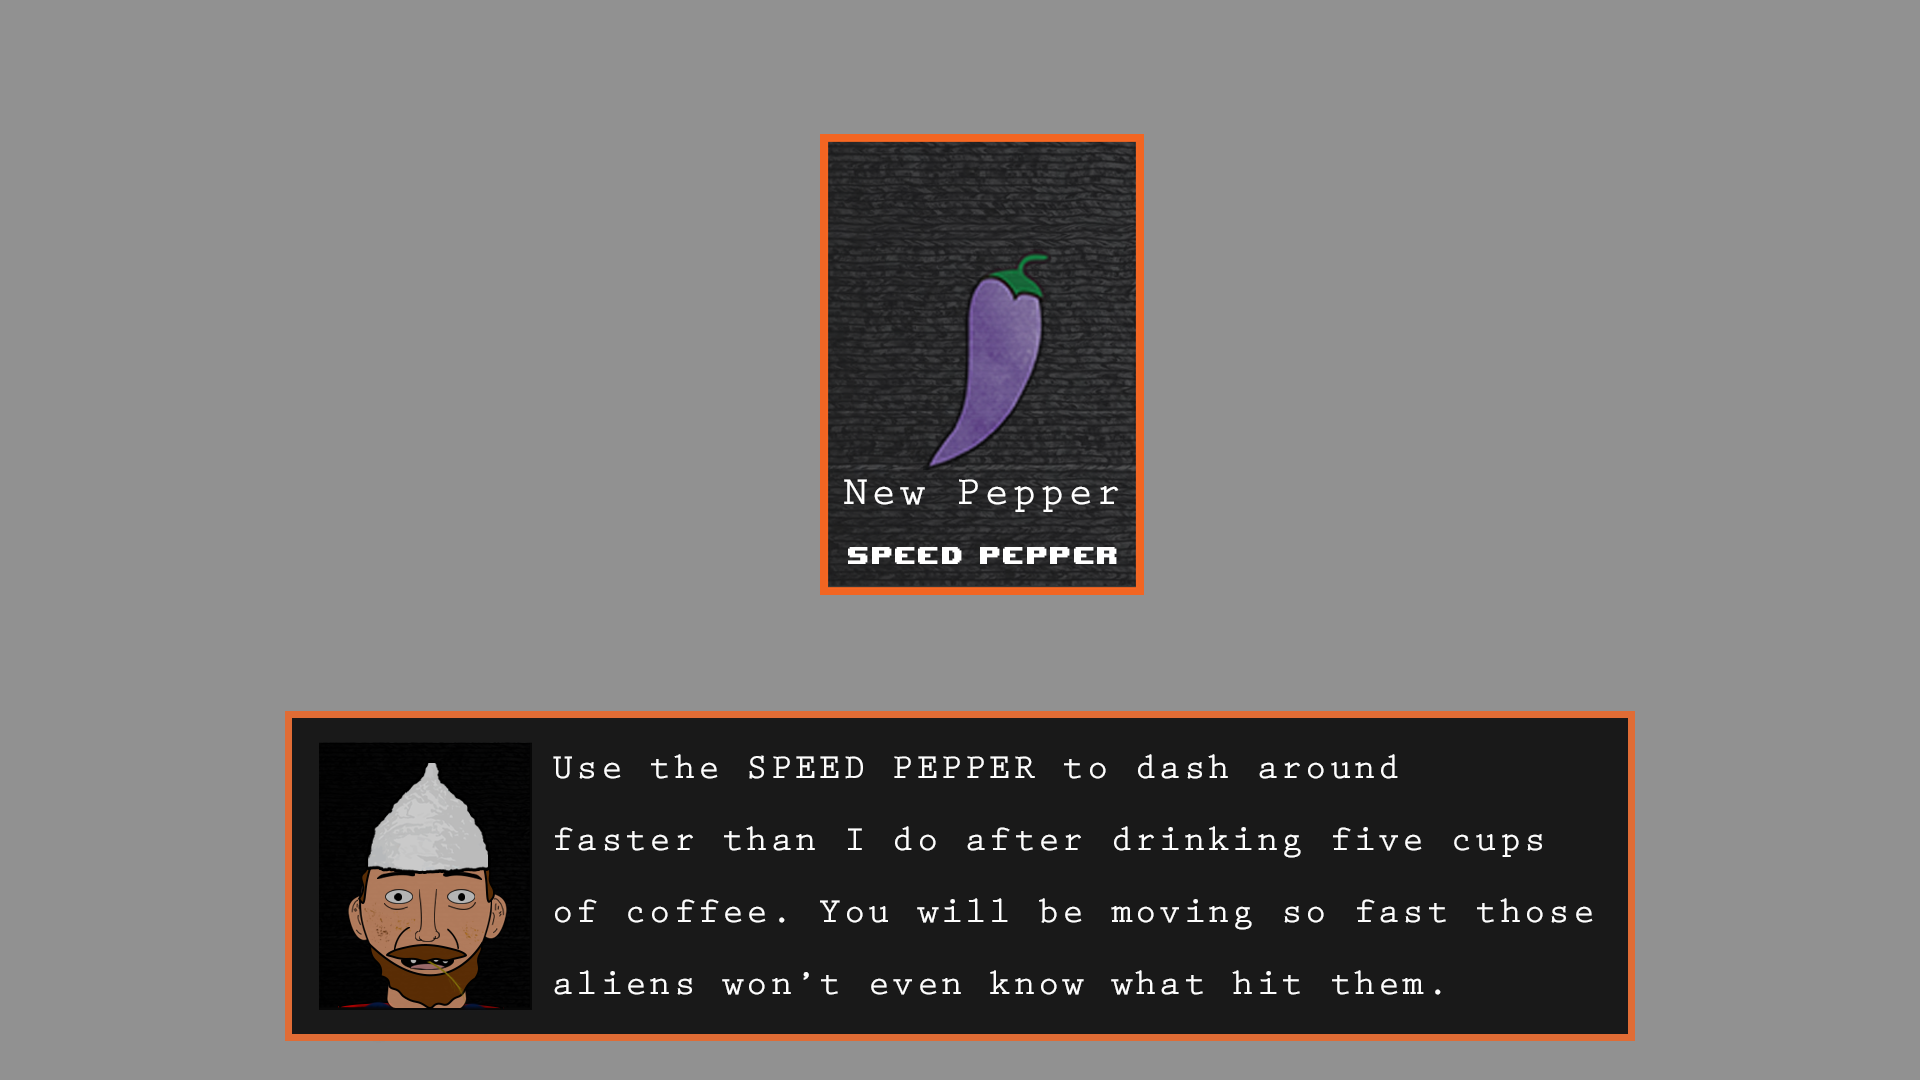 New Pepper
SPEED PEPPER
Use the SPEED PEPPER to dash around
faster than I do after drinking five cups
of coffee. You will be moving so fast those
aliens won't even know what hit them.